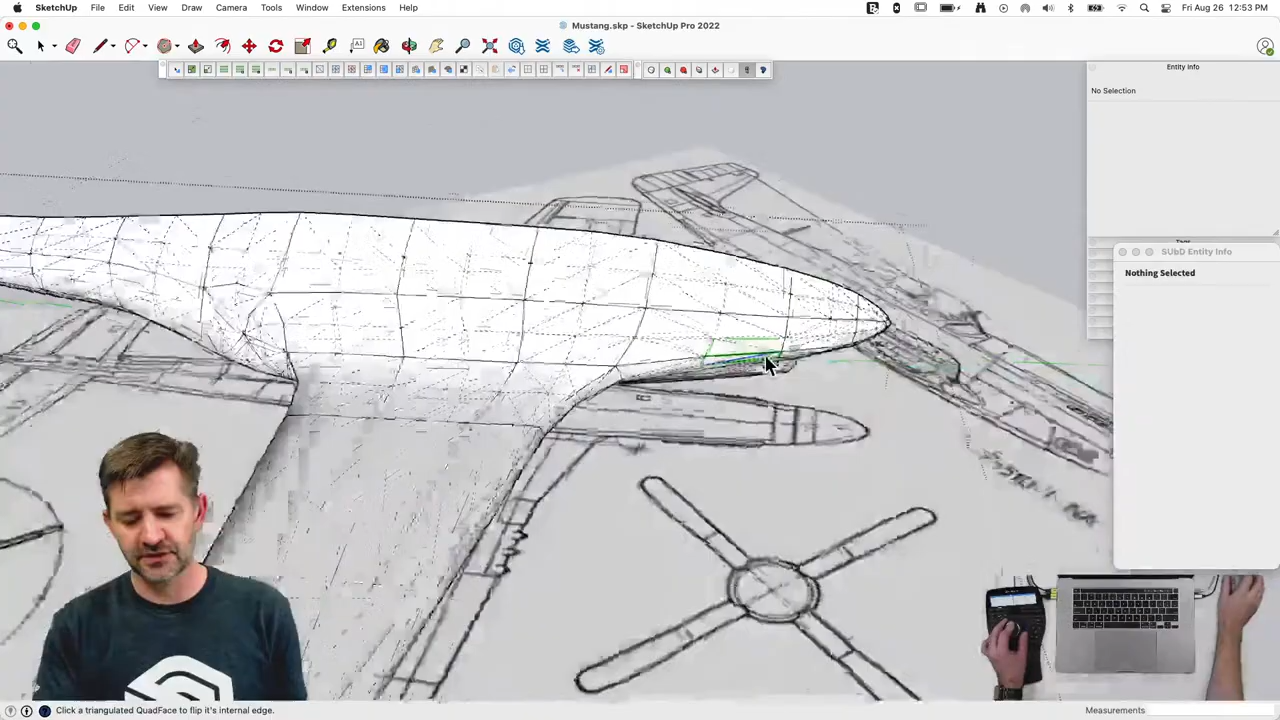 SketchUp File Edit View Draw Camera Tools Window Extensions Help Fri Aug 26 12:53 PM
Mustang.skp - SketchUp Pro 2022
Entity Info
No Selection
SUbD Entity Info
Nothing Selected
Click a triangulated QuadFace to flip it's internal edge.
Measurements